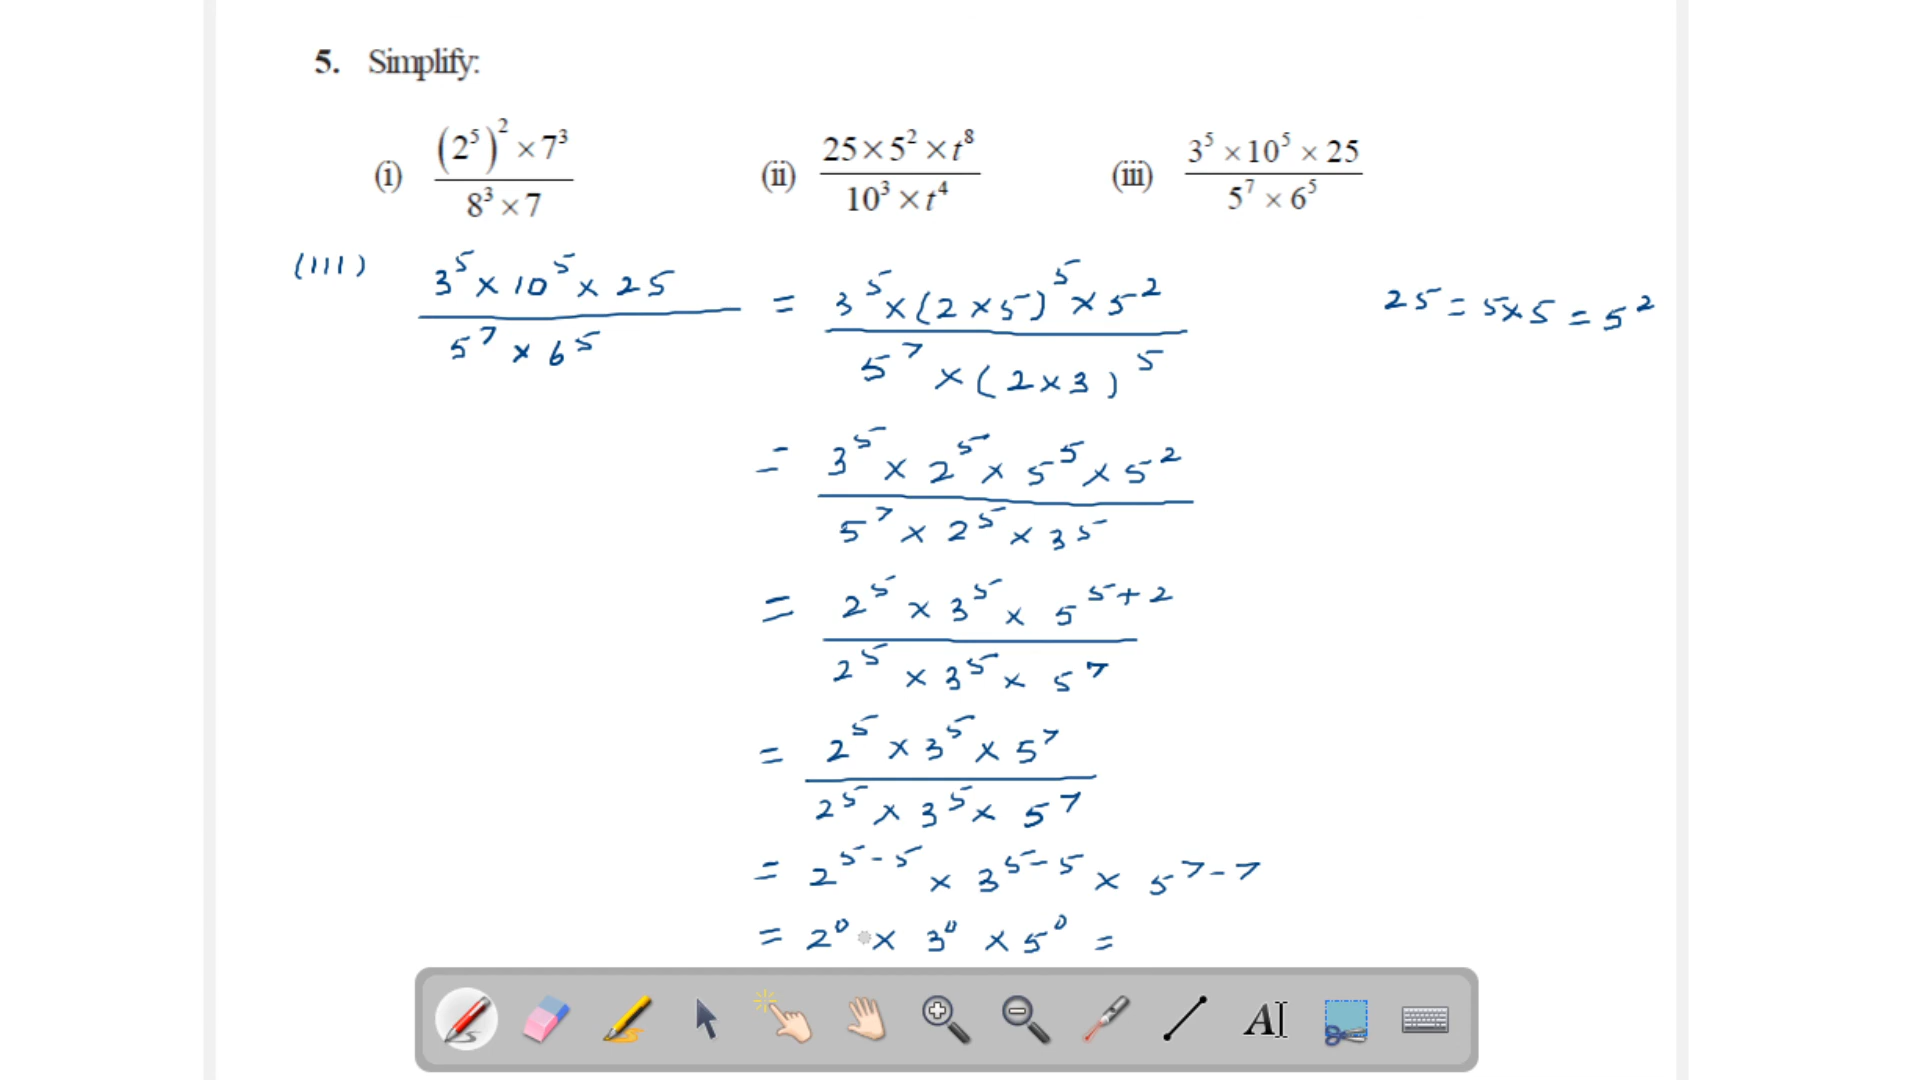 5. Simplify:
(i) (2⁵)² × 7³ / 8³ × 7 (ii) 25 × 5² × t⁸ / 10³ × t⁴ (iii) 3⁵ × 10⁵ × 25 / 5⁷ × 6⁵
(III) 3⁵ × 10⁵ × 25 / 5⁷ × 6⁵ = 3⁵ × (2 × 5)⁵ × 5² / 5⁷ × (2 × 3)⁵ 25 = 5 × 5 = 5²
= 3⁵ × 2⁵ × 5⁵ × 5² / 5⁷ × 2⁵ × 3⁵
= 2⁵ × 3⁵ × 5⁵⁺² / 2⁵ × 3⁵ × 5⁷
= 2⁵ × 3⁵ × 5⁷ / 2⁵ × 3⁵ × 5⁷
= 2⁵⁻⁵ × 3⁵⁻⁵ × 5⁷⁻⁷
= 2⁰ × 3⁰ × 5⁰ =